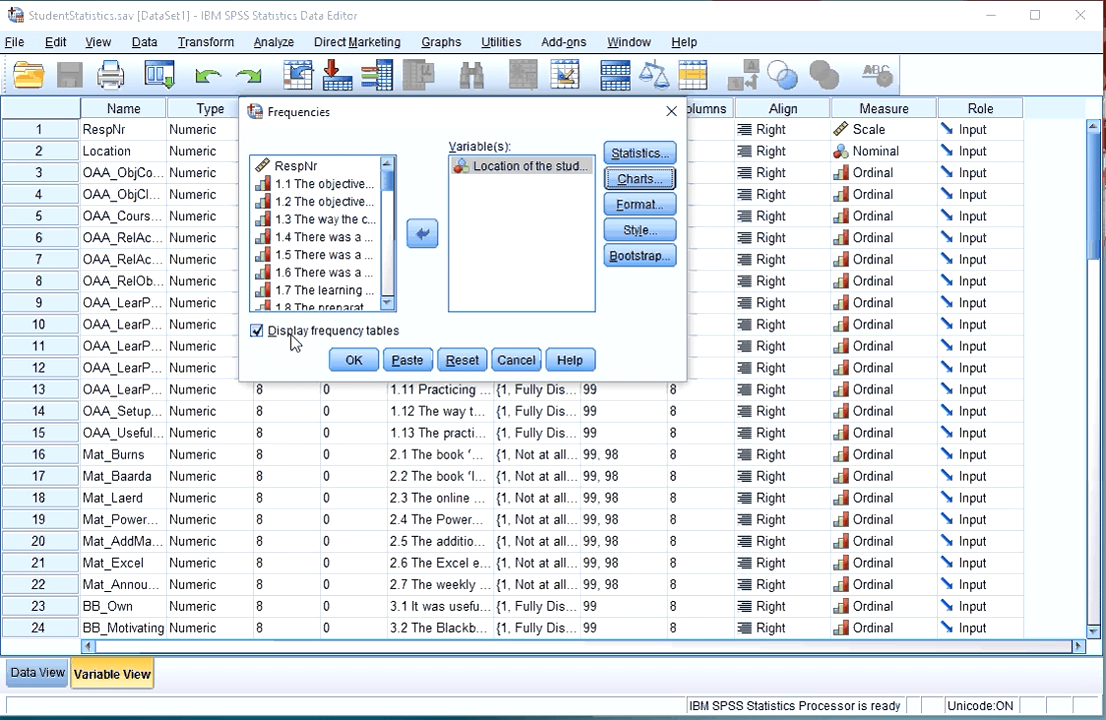 StudentStatistics.sav [DataSet1] - IBM SPSS Statistics Data Editor
File Edit View Data Transform Analyze Direct Marketing Graphs Utilities Add-ons Window Help
Name Type olumns Align Measure Role
Frequencies
Variable(s):
RespNr
1.1 The objective...
1.2 The objective...
1.3 The way the c...
1.4 There was a ...
1.5 There was a ...
1.6 There was a ...
1.7 The learning ...
1.8 The preparat
Location of the stud...
Statistics...
Charts...
Format...
Style...
Bootstrap...
Display frequency tables
OK Paste Reset Cancel Help
1 RespNr Numeric Right Scale Input
2 Location Numeric Right Nominal Input
3 OAA_ObjCo... Numeric Right Ordinal Input
4 OAA_ObjCl... Numeric Right Ordinal Input
5 OAA_Cours... Numeric Right Ordinal Input
6 OAA_RelAc... Numeric Right Ordinal Input
7 OAA_RelAc... Numeric Right Ordinal Input
8 OAA_RelOb... Numeric Right Ordinal Input
9 OAA_LearP... Numeric Right Ordinal Input
10 OAA_LearP... Numeric Right Ordinal Input
11 OAA_LearP... Numeric Right Ordinal Input
12 OAA_LearP... Numeric Right Ordinal Input
13 OAA_LearP... Numeric 8 0 1.11 Practicing ... {1, Fully Dis... 99 8 Right Ordinal Input
14 OAA_Setup... Numeric 8 0 1.12 The way t... {1, Fully Dis... 99 8 Right Ordinal Input
15 OAA_Useful... Numeric 8 0 1.13 The practi... {1, Fully Dis... 99 8 Right Ordinal Input
16 Mat_Burns Numeric 8 0 2.1 The book ‘... {1, Not at all... 99, 98 8 Right Ordinal Input
17 Mat_Baarda Numeric 8 0 2.2 The book ‘I... {1, Not at all... 99, 98 8 Right Ordinal Input
18 Mat_Laerd Numeric 8 0 2.3 The online ... {1, Not at all... 99, 98 8 Right Ordinal Input
19 Mat_Power... Numeric 8 0 2.4 The Power... {1, Not at all... 99, 98 8 Right Ordinal Input
20 Mat_AddMa... Numeric 8 0 2.5 The additio... {1, Not at all... 99, 98 8 Right Ordinal Input
21 Mat_Excel Numeric 8 0 2.6 The Excel e... {1, Not at all... 99, 98 8 Right Ordinal Input
22 Mat_Annou... Numeric 8 0 2.7 The weekly ... {1, Not at all... 99, 98 8 Right Ordinal Input
23 BB_Own Numeric 8 0 3.1 It was usefu... {1, Fully Dis... 99 8 Right Ordinal Input
24 BB_Motivating Numeric 8 0 3.2 The Blackb... {1, Fully Dis... 99 8 Right Ordinal Input
Data View Variable View
IBM SPSS Statistics Processor is ready Unicode:ON